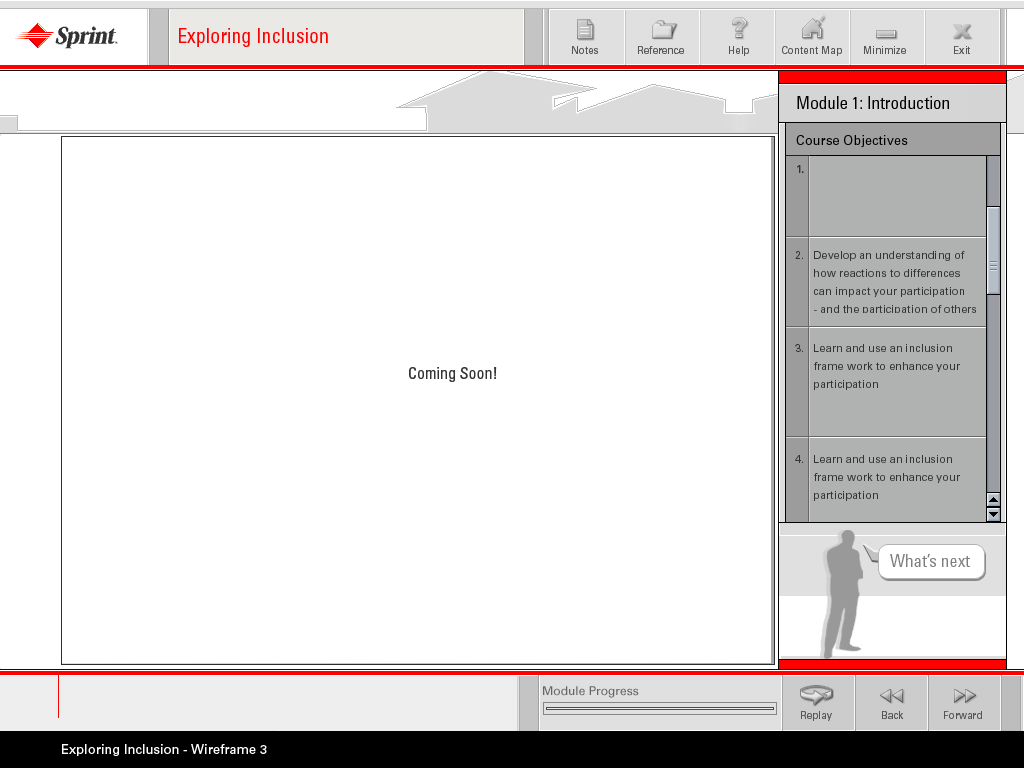 Sprint
Exploring Inclusion
Notes
Reference
Help
Content Map
Minimize
Exit
Module 1: Introduction
Course Objectives
1.
2. Develop an understanding of
how reactions to differences
can impact your participation
- and the participation of others
3. Learn and use an inclusion
frame work to enhance your
participation
4. Learn and use an inclusion
frame work to enhance your
participation
Coming Soon!
What's next
Module Progress
Replay
Back
Forward
Exploring Inclusion - Wireframe 3